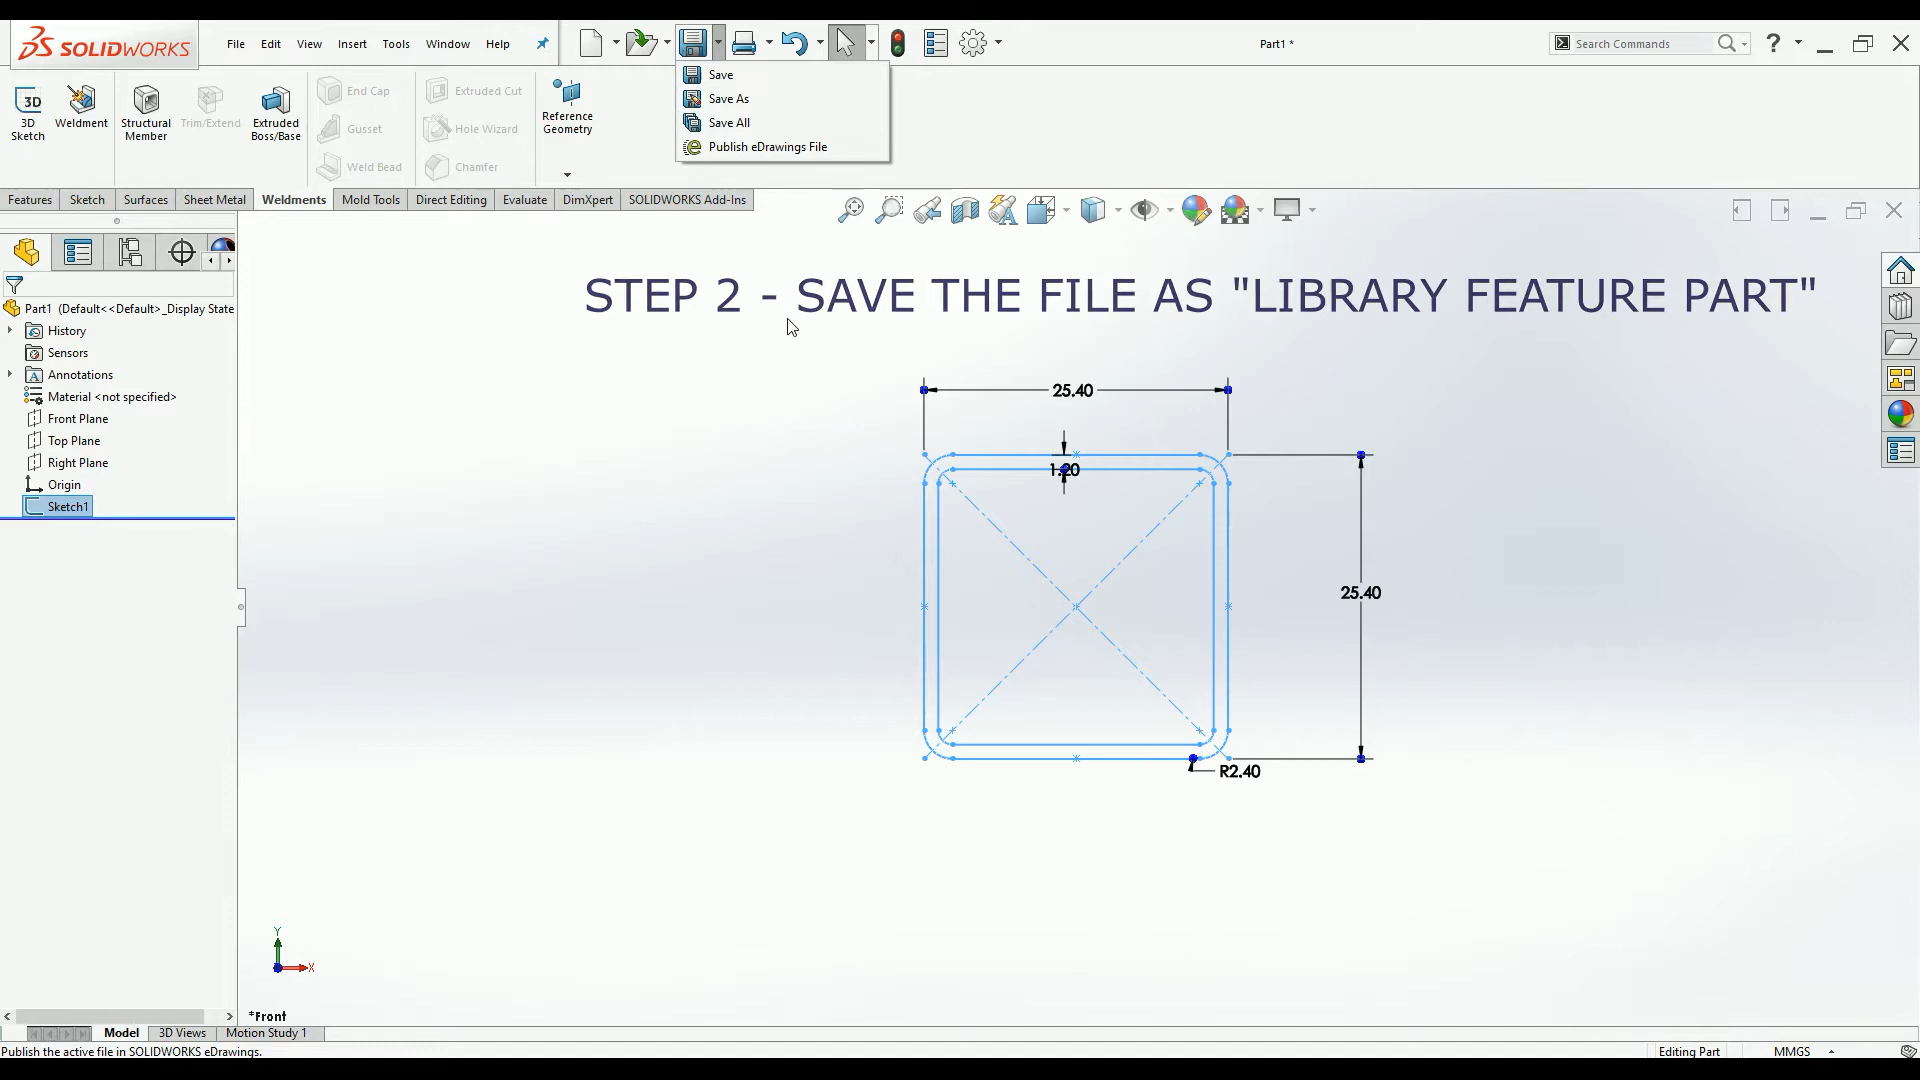 SOLIDWORKS
File Edit View Insert Tools Window Help
Part1 *
Search Commands
Save
Save As
Save All
Publish eDrawings File
3D Sketch
Weldment
Structural Member
Trim/Extend
Extruded Boss/Base
End Cap
Gusset
Weld Bead
Extruded Cut
Hole Wizard
Chamfer
Reference Geometry
Features Sketch Surfaces Sheet Metal Weldments Mold Tools Direct Editing Evaluate DimXpert SOLIDWORKS Add-Ins
STEP 2 - SAVE THE FILE AS "LIBRARY FEATURE PART"
Part1 (Default<<Default>_Display State
History
Sensors
Annotations
Material <not specified>
Front Plane
Top Plane
Right Plane
Origin
Sketch1
25.40
1.20
25.40
R2.40
Y
X
*Front
Model 3D Views Motion Study 1
Publish the active file in SOLIDWORKS eDrawings.
Editing Part
MMGS